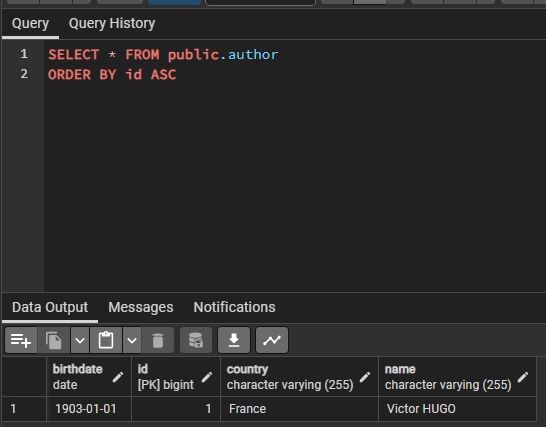 Query Query History
1 SELECT * FROM public.author
2 ORDER BY id ASC
Data Output Messages Notifications
birthdate id country name
date [PK] bigint character varying (255) character varying (255)
1 1903-01-01 1 France Victor HUGO